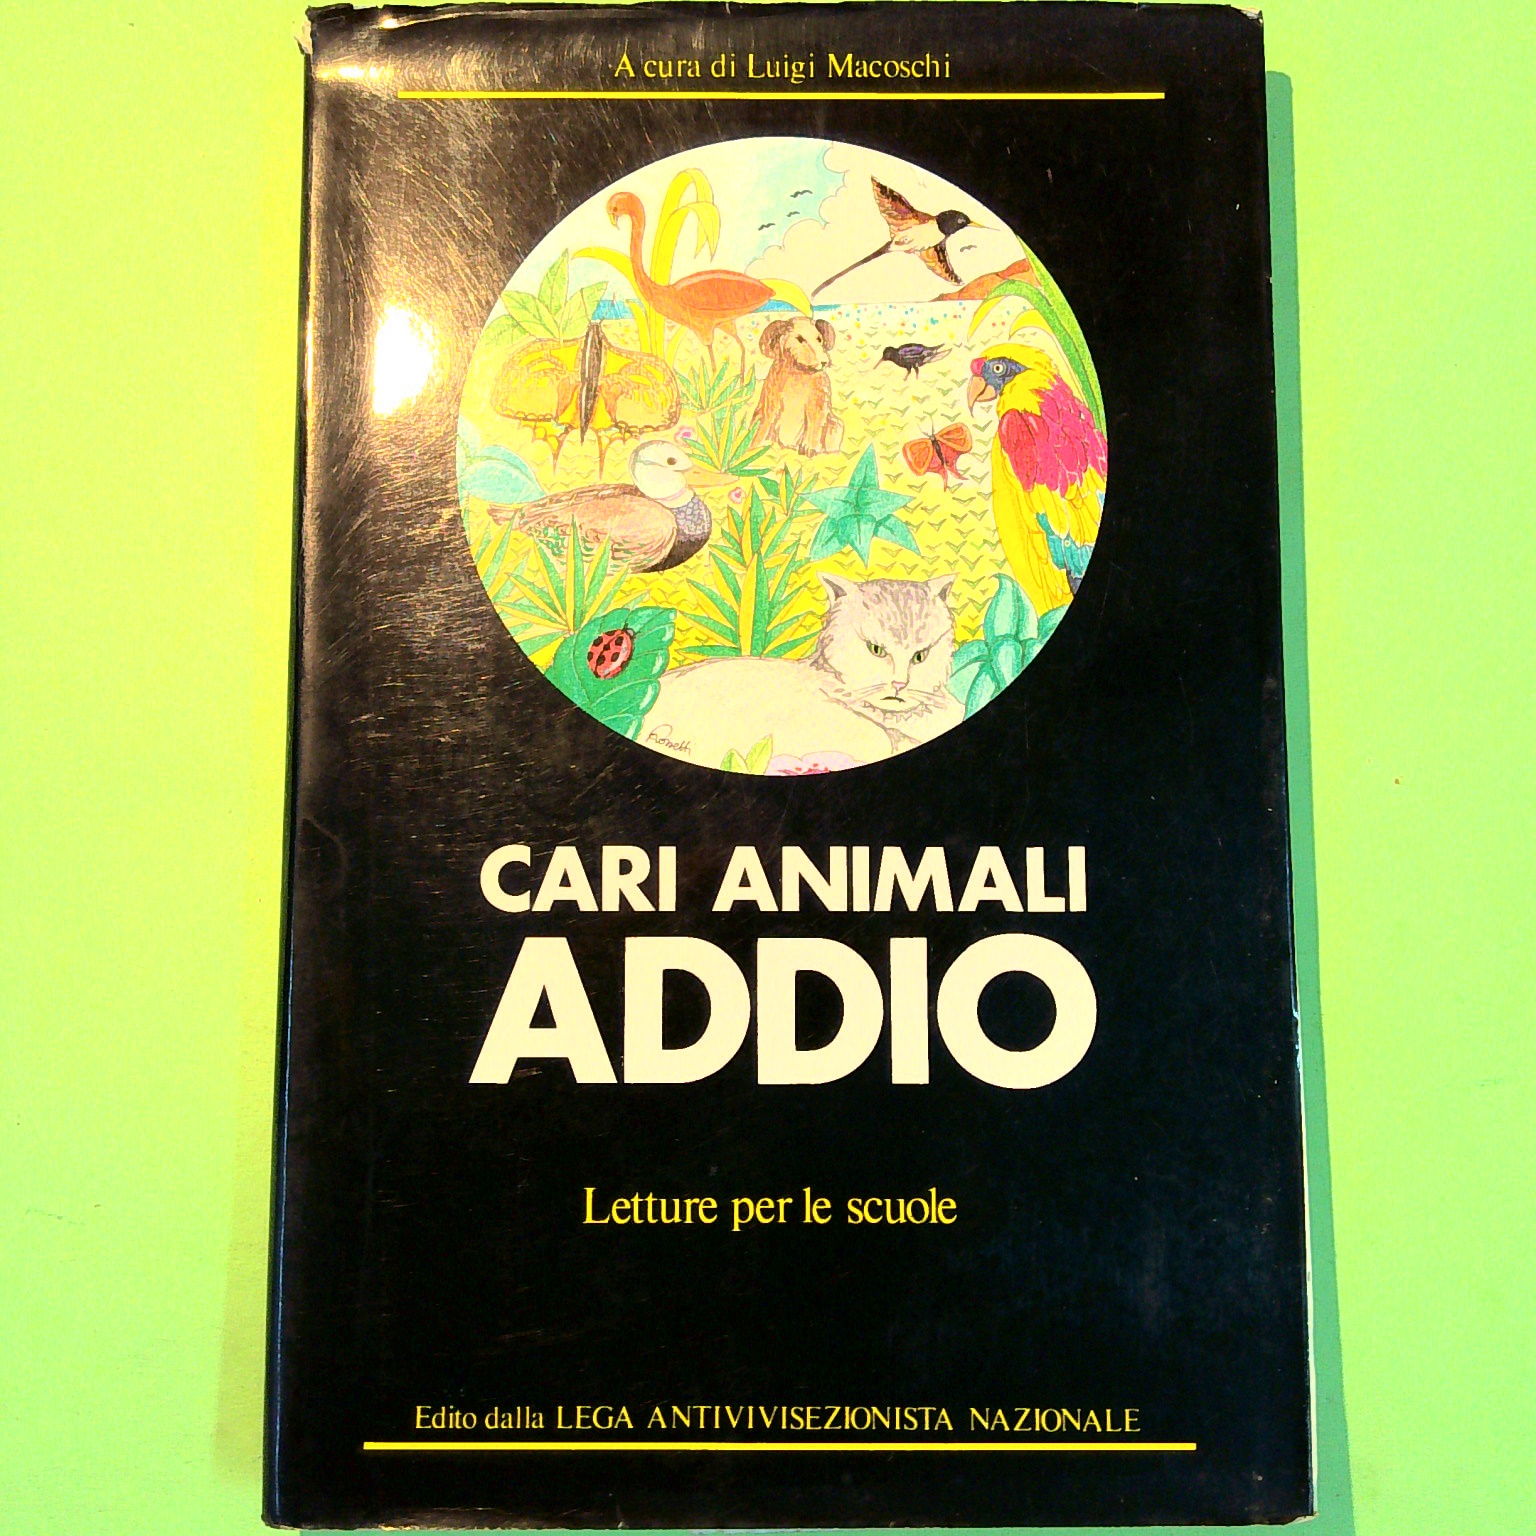 A cura di Luigi Macoschi
CARI ANIMALI
ADDIO
Letture per le scuole
Edito dalla LEGA ANTIVIVISEZIONISTA NAZIONALE